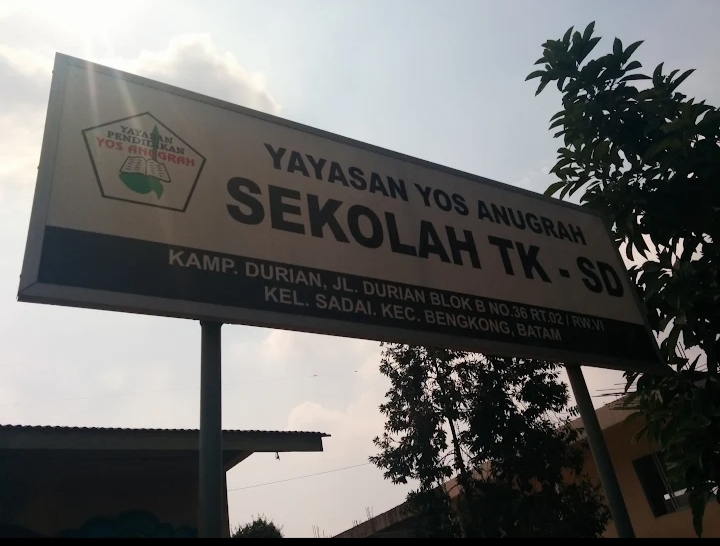 YAYASAN
PENDIDIKAN
YOS ANUGRAH
YAYASAN YOS ANUGRAH
SEKOLAH TK - SD
KAMP. DURIAN, JL. DURIAN BLOK B NO.36 RT.02 / RW.VI
KEL. SADAI. KEC. BENGKONG, BATAM